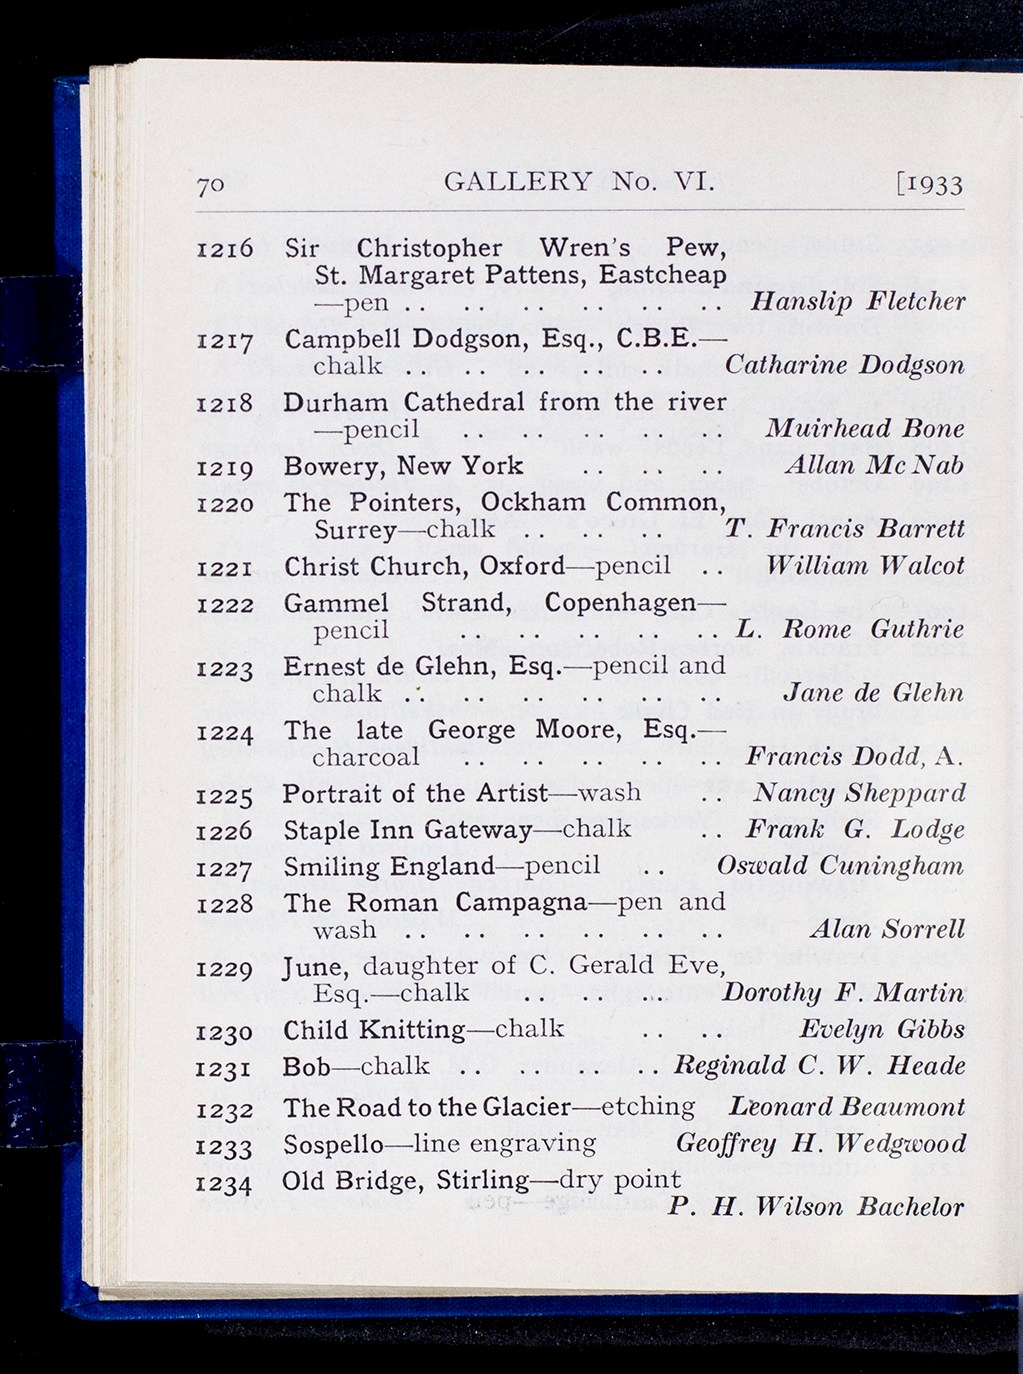 70 GALLERY No. VI. [1933
1216 Sir Christopher Wren's Pew,
St. Margaret Pattens, Eastcheap
—pen .. .. .. .. .. .. Hanslip Fletcher
1217 Campbell Dodgson, Esq., C.B.E.—
chalk .. .. .. .. .. Catharine Dodgson
1218 Durham Cathedral from the river
—pencil .. .. .. .. .. Muirhead Bone
1219 Bowery, New York .. .. .. Allan McNab
1220 The Pointers, Ockham Common,
Surrey—chalk .. .. .. T. Francis Barrett
1221 Christ Church, Oxford—pencil .. William Walcot
1222 Gammel Strand, Copenhagen—
pencil .. .. .. .. .. L. Rome Guthrie
1223 Ernest de Glehn, Esq.—pencil and
chalk .. .. .. .. .. .. Jane de Glehn
1224 The late George Moore, Esq.—
charcoal .. .. .. .. .. Francis Dodd, A.
1225 Portrait of the Artist—wash .. Nancy Sheppard
1226 Staple Inn Gateway—chalk .. Frank G. Lodge
1227 Smiling England—pencil .. Oswald Cuningham
1228 The Roman Campagna—pen and
wash .. .. .. .. .. .. Alan Sorrell
1229 June, daughter of C. Gerald Eve,
Esq.—chalk .. .. .. Dorothy F. Martin
1230 Child Knitting—chalk .. .. Evelyn Gibbs
1231 Bob—chalk .. .. .. .. Reginald C. W. Heade
1232 The Road to the Glacier—etching Leonard Beaumont
1233 Sospello—line engraving Geoffrey H. Wedgwood
1234 Old Bridge, Stirling—dry point
P. H. Wilson Bachelor